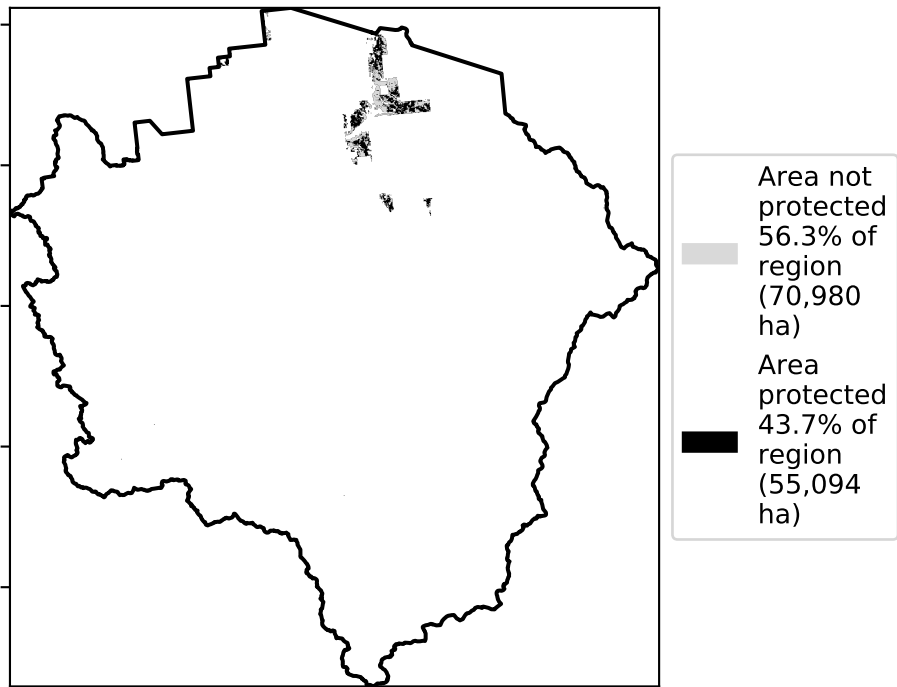 Area not
protected
56.3% of
region
(70,980
ha)
Area
protected
43.7% of
region
(55,094
ha)